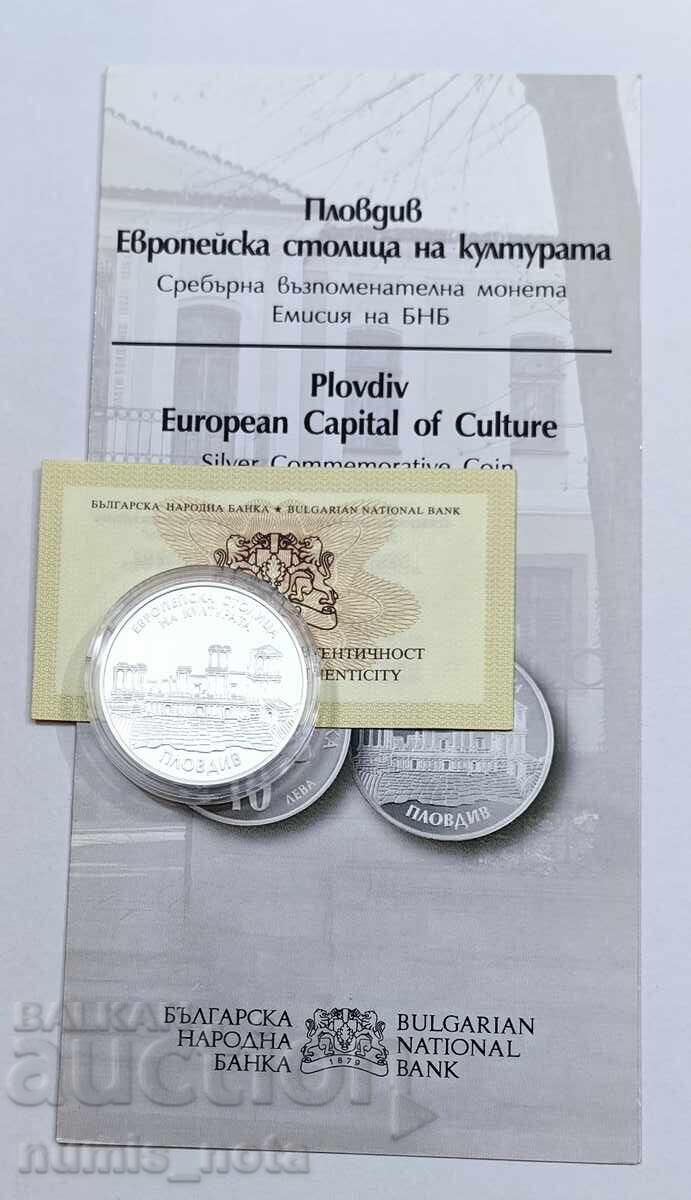 Пловдив
Европейска столица на културата
Сребърна възпоменателна монета
Емисия на БНБ
Plovdiv
European Capital of Culture
Silver Commemorative Coin
БЪЛГАРСКА НАРОДНА БАНКА ★ BULGARIAN NATIONAL BANK
ЕВРОПЕЙСКА СТОЛИЦА
НА КУЛТУРАТА
ПЛОВДИВ
10
ЛЕВА
ПЛОВДИВ
БЪЛГАРСКА
НАРОДНА
БАНКА
1879
BULGARIAN
NATIONAL
BANK
БАЛКАН
auction
numis_nota